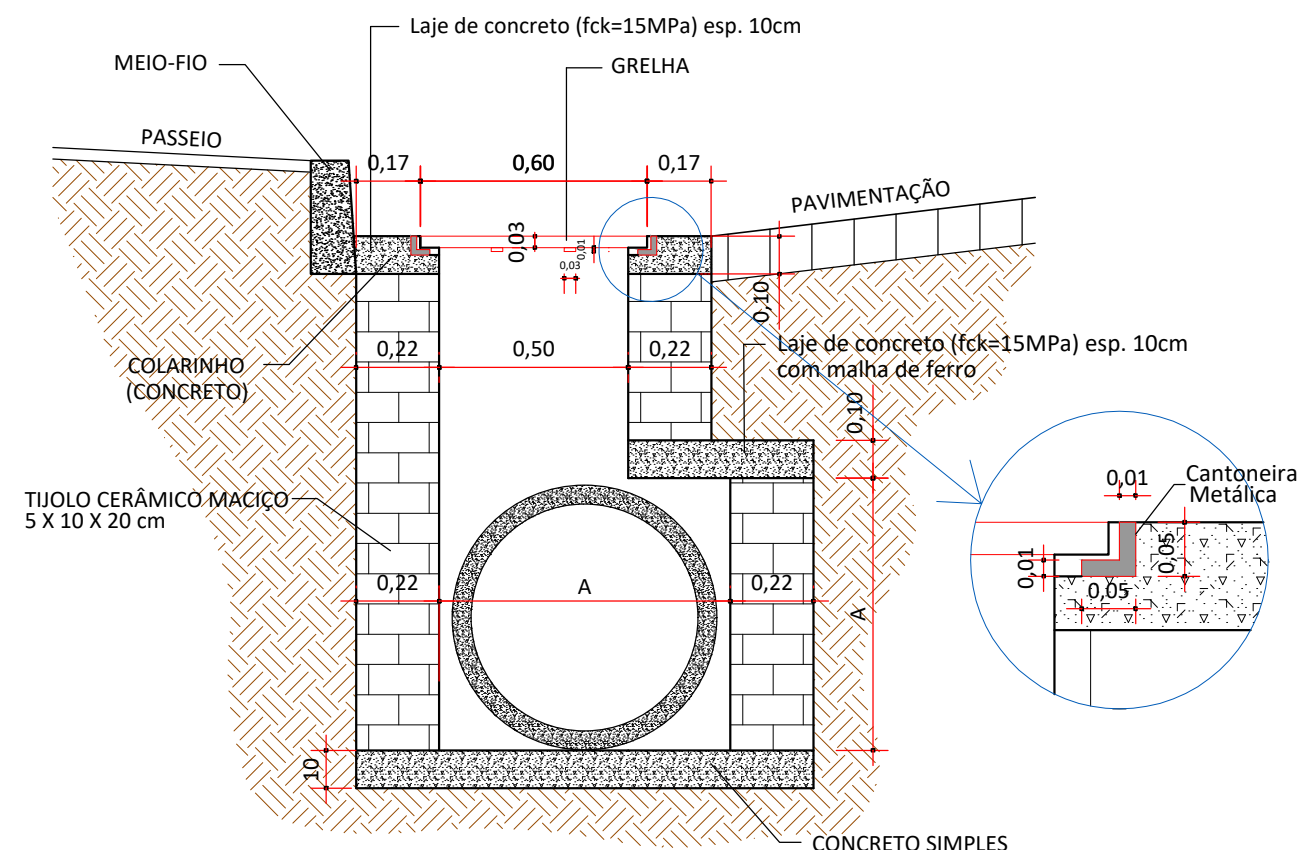 Laje de concreto (fck=15MPa) esp. 10cm
MEIO-FIO
GRELHA
PASSEIO
0,17
0,60
0,17
PAVIMENTAÇÃO
0,03
0,01
0,03
0,10
COLARINHO
(CONCRETO)
0,22
0,50
0,22
Laje de concreto (fck=15MPa) esp. 10cm
com malha de ferro
0,10
TIJOLO CERÂMICO MACIÇO
5 X 10 X 20 cm
0,22
A
0,22
A
10
CONCRETO SIMPLES
0,01
Cantoneira
Metálica
0,01
0,05
0,05